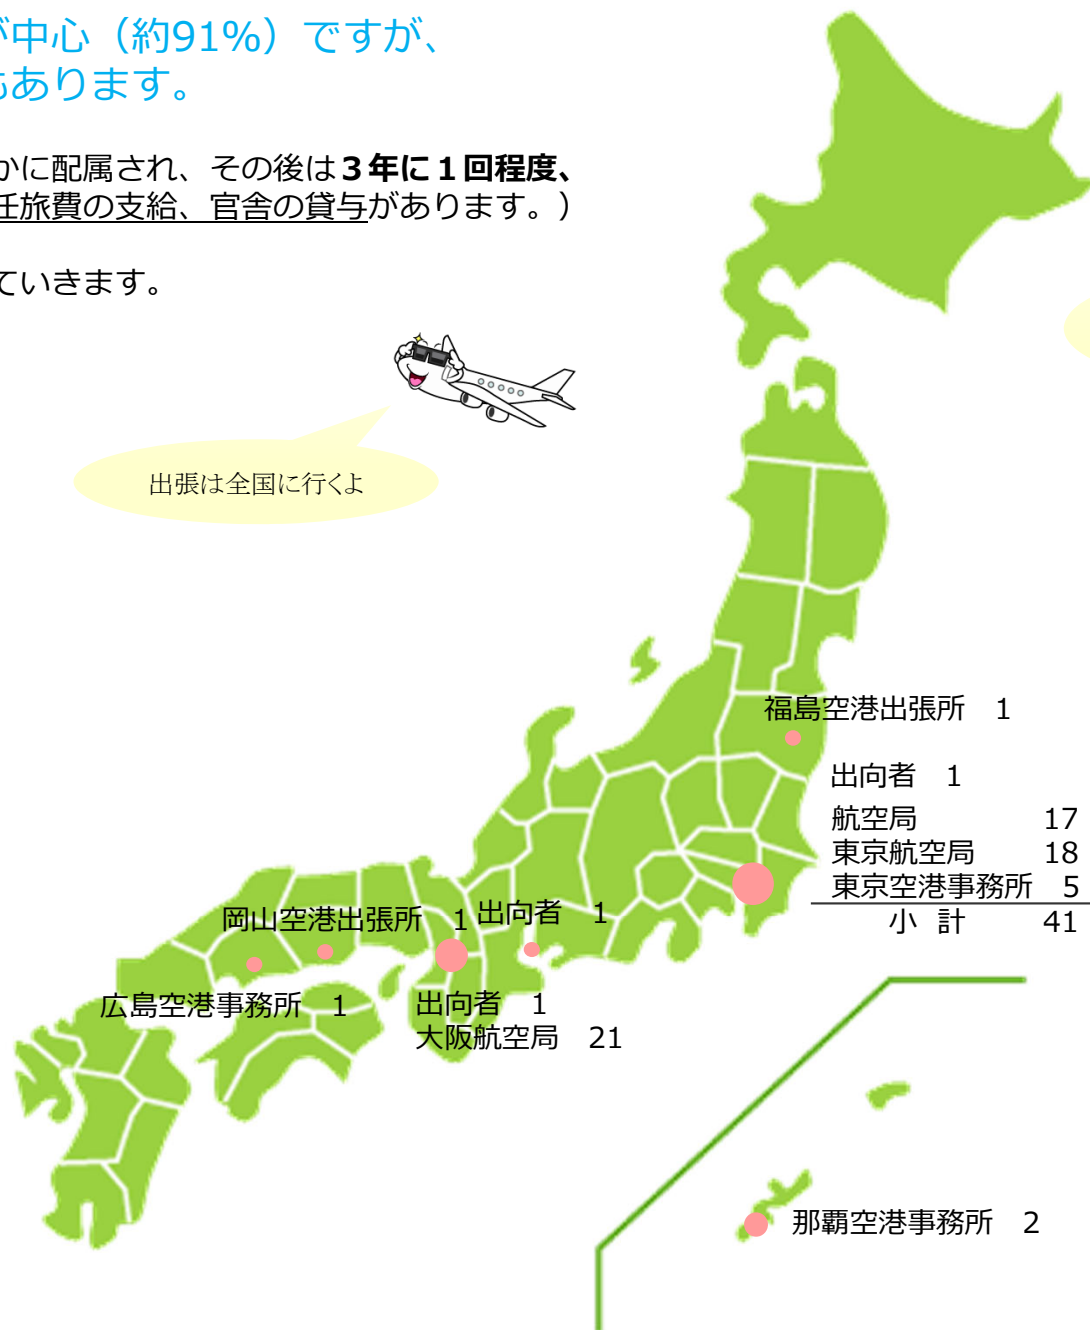 が中心（約91%）ですが、
もあります。
かに配属され、その後は３年に１回程度、
任旅費の支給、官舎の貸与があります。）
ていきます。
出張は全国に行くよ
福島空港出張所 1
出向者 1
航空局 17
東京航空局 18
東京空港事務所 5
小 計 41
岡山空港出張所 1
出向者 1
広島空港事務所 1
出向者 1
大阪航空局 21
那覇空港事務所 2